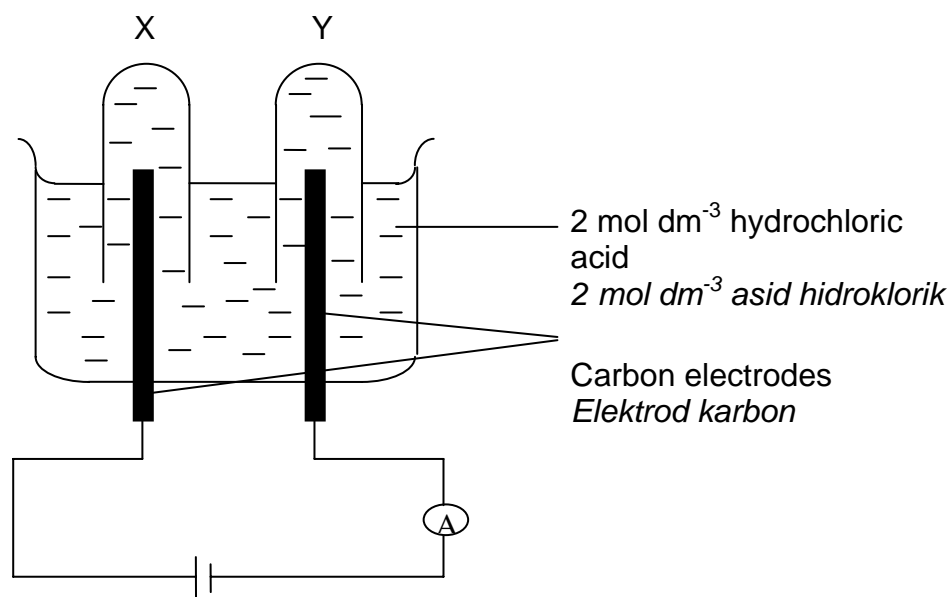 X Y
2 mol dm⁻³ hydrochloric
acid
2 mol dm⁻³ asid hidroklorik
Carbon electrodes
Elektrod karbon
A